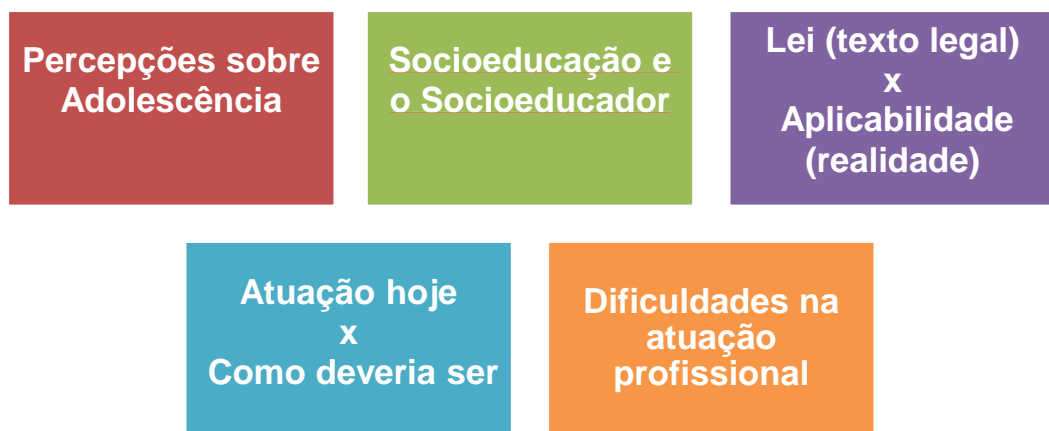 Percepções sobre
Adolescência
Socioeducação e
o Socioeducador
Lei (texto legal)
x
Aplicabilidade
(realidade)
Atuação hoje
x
Como deveria ser
Dificuldades na
atuação
profissional